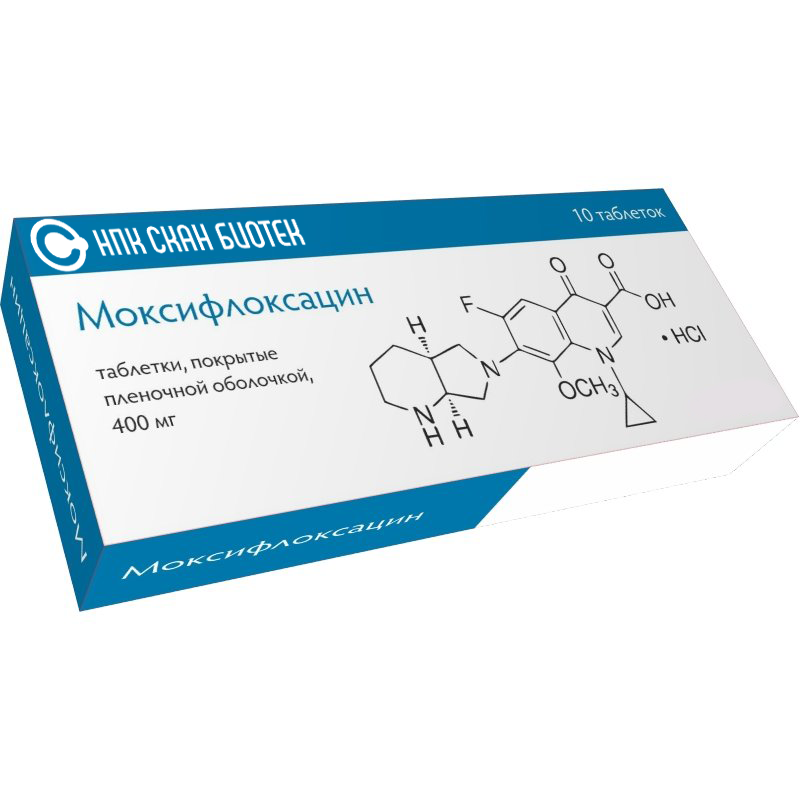 НПК СКАН БИОТЕК
10 таблеток
Моксифлоксацин
таблетки, покрытые
пленочной оболочкой,
400 мг
O
O
F
OH
• HCl
H
N
N
OCH3
N
H
H
Моксифлоксацин
Моксифлоксацин